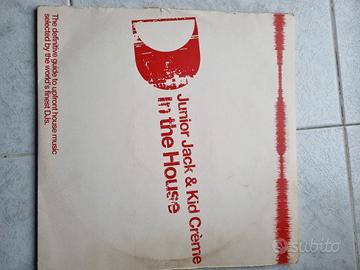 Junior Jack & Kid Crème
In the House
The definitive guide to upfront house music
selected by the world's finest DJs.
subito